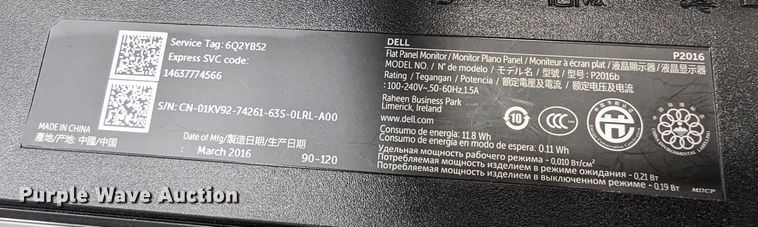 Service Tag: 6Q2YB52
Express SVC code:
14637774566
S/N: CN-01KV92-74261-63S-0LRL-A00
MADE IN CHINA
產地/产地: 中國/中国
Date of Mfg/製造日期/生产日期
: March 2016
90-120
DELL
P2016
Flat Panel Monitor / Monitor Plano Panel / Moniteur à écran plat / 液晶顯示器 / 液晶显示器
MODEL NO. / N° de modelo / モデル名 / 型號 / 型号: P2016b
Rating / Tegangan / Potencia / 額定電壓及電流 / 额定电压及电流
: 100-240V~,50-60Hz,1.5A
Raheen Business Park
Limerick, Ireland
www.dell.com
Consumo de energía: 11.8 Wh
Consumo de energía en modo de espera: 0.11 Wh
Удельная мощность рабочего режима - 0,010 Вт/см²
Потребляемая мощность изделием в режиме ожидания - 0,21 Вт
Потребляемая мощность изделием в выключенном режиме - 0,19 Вт
10
CCC
MDCP
Purple Wave Auction